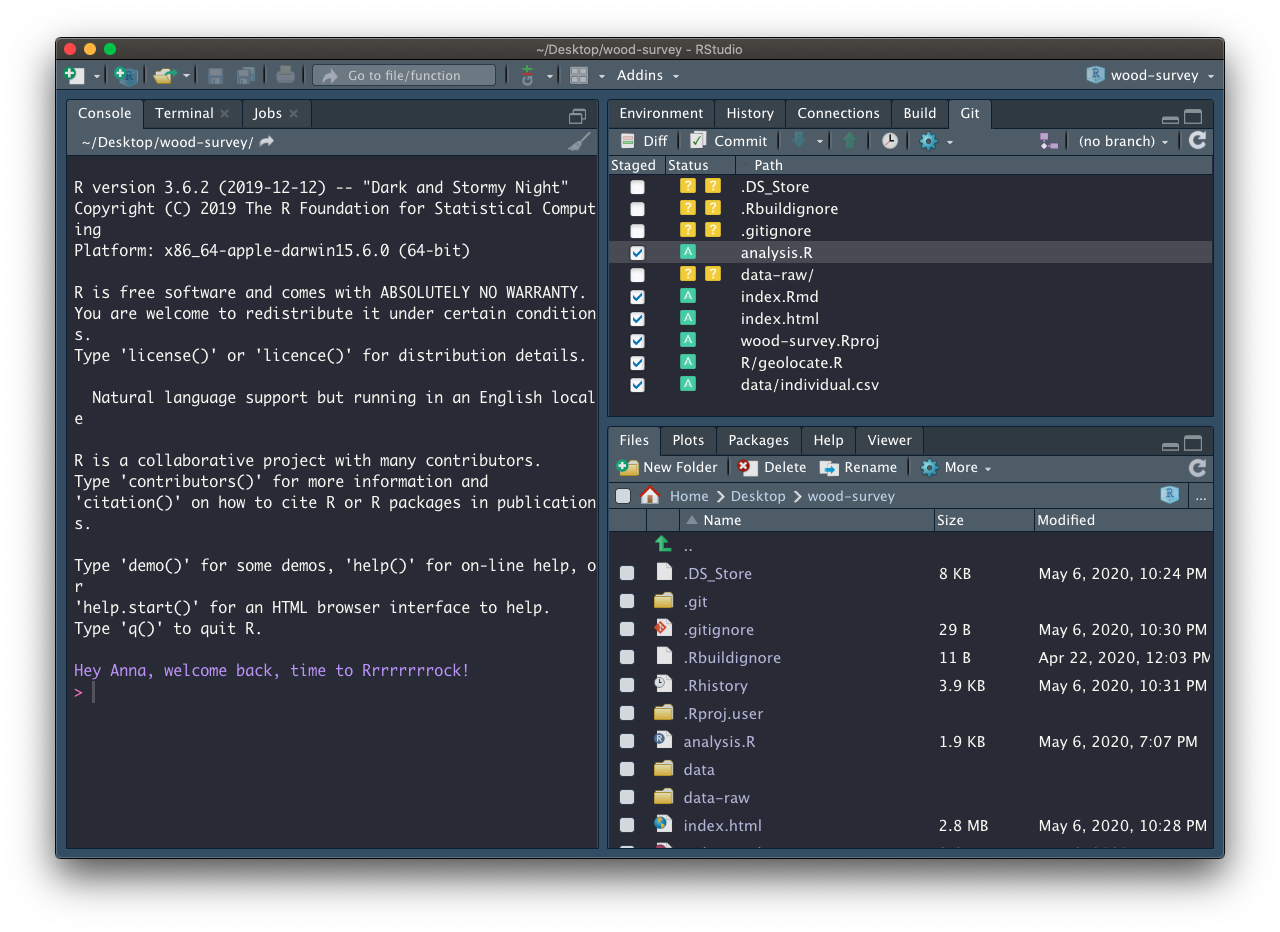 ~/Desktop/wood-survey - RStudio
Go to file/function
Addins
wood-survey
Console Terminal Jobs
~/Desktop/wood-survey/
R version 3.6.2 (2019-12-12) -- "Dark and Stormy Night"
Copyright (C) 2019 The R Foundation for Statistical Comput
ing
Platform: x86_64-apple-darwin15.6.0 (64-bit)
R is free software and comes with ABSOLUTELY NO WARRANTY.
You are welcome to redistribute it under certain condition
s.
Type 'license()' or 'licence()' for distribution details.
Natural language support but running in an English local
e
R is a collaborative project with many contributors.
Type 'contributors()' for more information and
'citation()' on how to cite R or R packages in publication
s.
Type 'demo()' for some demos, 'help()' for on-line help, o
r
'help.start()' for an HTML browser interface to help.
Type 'q()' to quit R.
Hey Anna, welcome back, time to Rrrrrrrrock!
>
Environment History Connections Build Git
Diff Commit (no branch)
Staged Status Path
? ? .DS_Store
? ? .Rbuildignore
? ? .gitignore
A analysis.R
? ? data-raw/
A index.Rmd
A index.html
A wood-survey.Rproj
A R/geolocate.R
A data/individual.csv
Files Plots Packages Help Viewer
New Folder Delete Rename More
Home Desktop wood-survey ...
Name Size Modified
..
.DS_Store 8 KB May 6, 2020, 10:24 PM
.git
.gitignore 29 B May 6, 2020, 10:30 PM
.Rbuildignore 11 B Apr 22, 2020, 12:03 PM
.Rhistory 3.9 KB May 6, 2020, 10:31 PM
.Rproj.user
analysis.R 1.9 KB May 6, 2020, 7:07 PM
data
data-raw
index.html 2.8 MB May 6, 2020, 10:28 PM